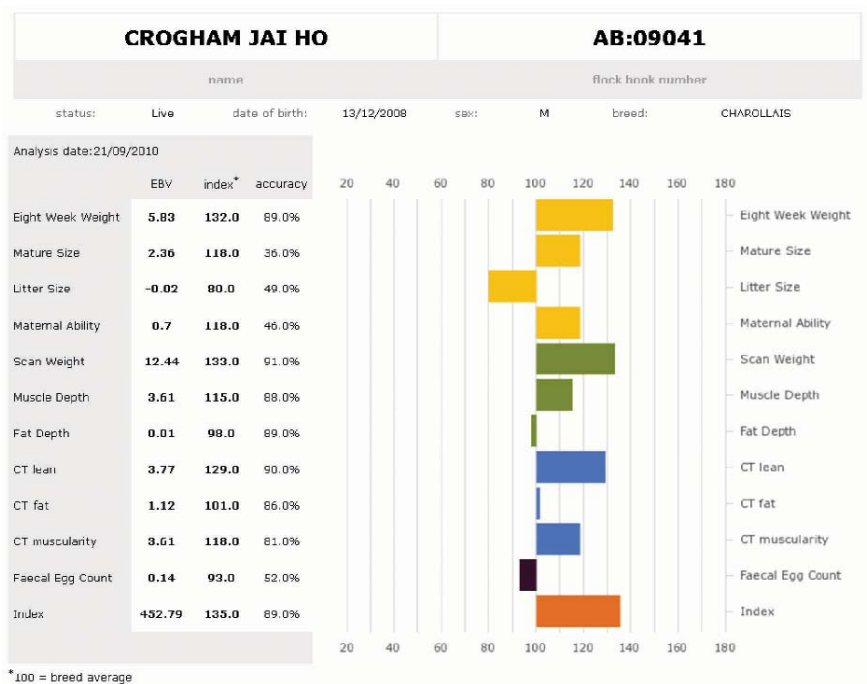 CROGHAM JAI HO AB:09041
name flock book number
status: Live date of birth: 13/12/2008 sex: M breed: CHAROLLAIS
Analysis date:21/09/2010
EBV index* accuracy 20 40 60 80 100 120 140 160 180
Eight Week Weight 5.83 132.0 89.0% Eight Week Weight
Mature Size 2.36 118.0 36.0% Mature Size
Litter Size -0.02 80.0 49.0% Litter Size
Maternal Ability 0.7 118.0 46.0% Maternal Ability
Scan Weight 12.44 133.0 91.0% Scan Weight
Muscle Depth 3.61 115.0 88.0% Muscle Depth
Fat Depth 0.01 98.0 89.0% Fat Depth
CT lean 3.77 129.0 90.0% CT lean
CT fat 1.12 101.0 86.0% CT fat
CT muscularity 3.61 118.0 81.0% CT muscularity
Faecal Egg Count 0.14 93.0 52.0% Faecal Egg Count
Index 452.79 135.0 89.0% Index
20 40 60 80 100 120 140 160 180
*100 = breed average